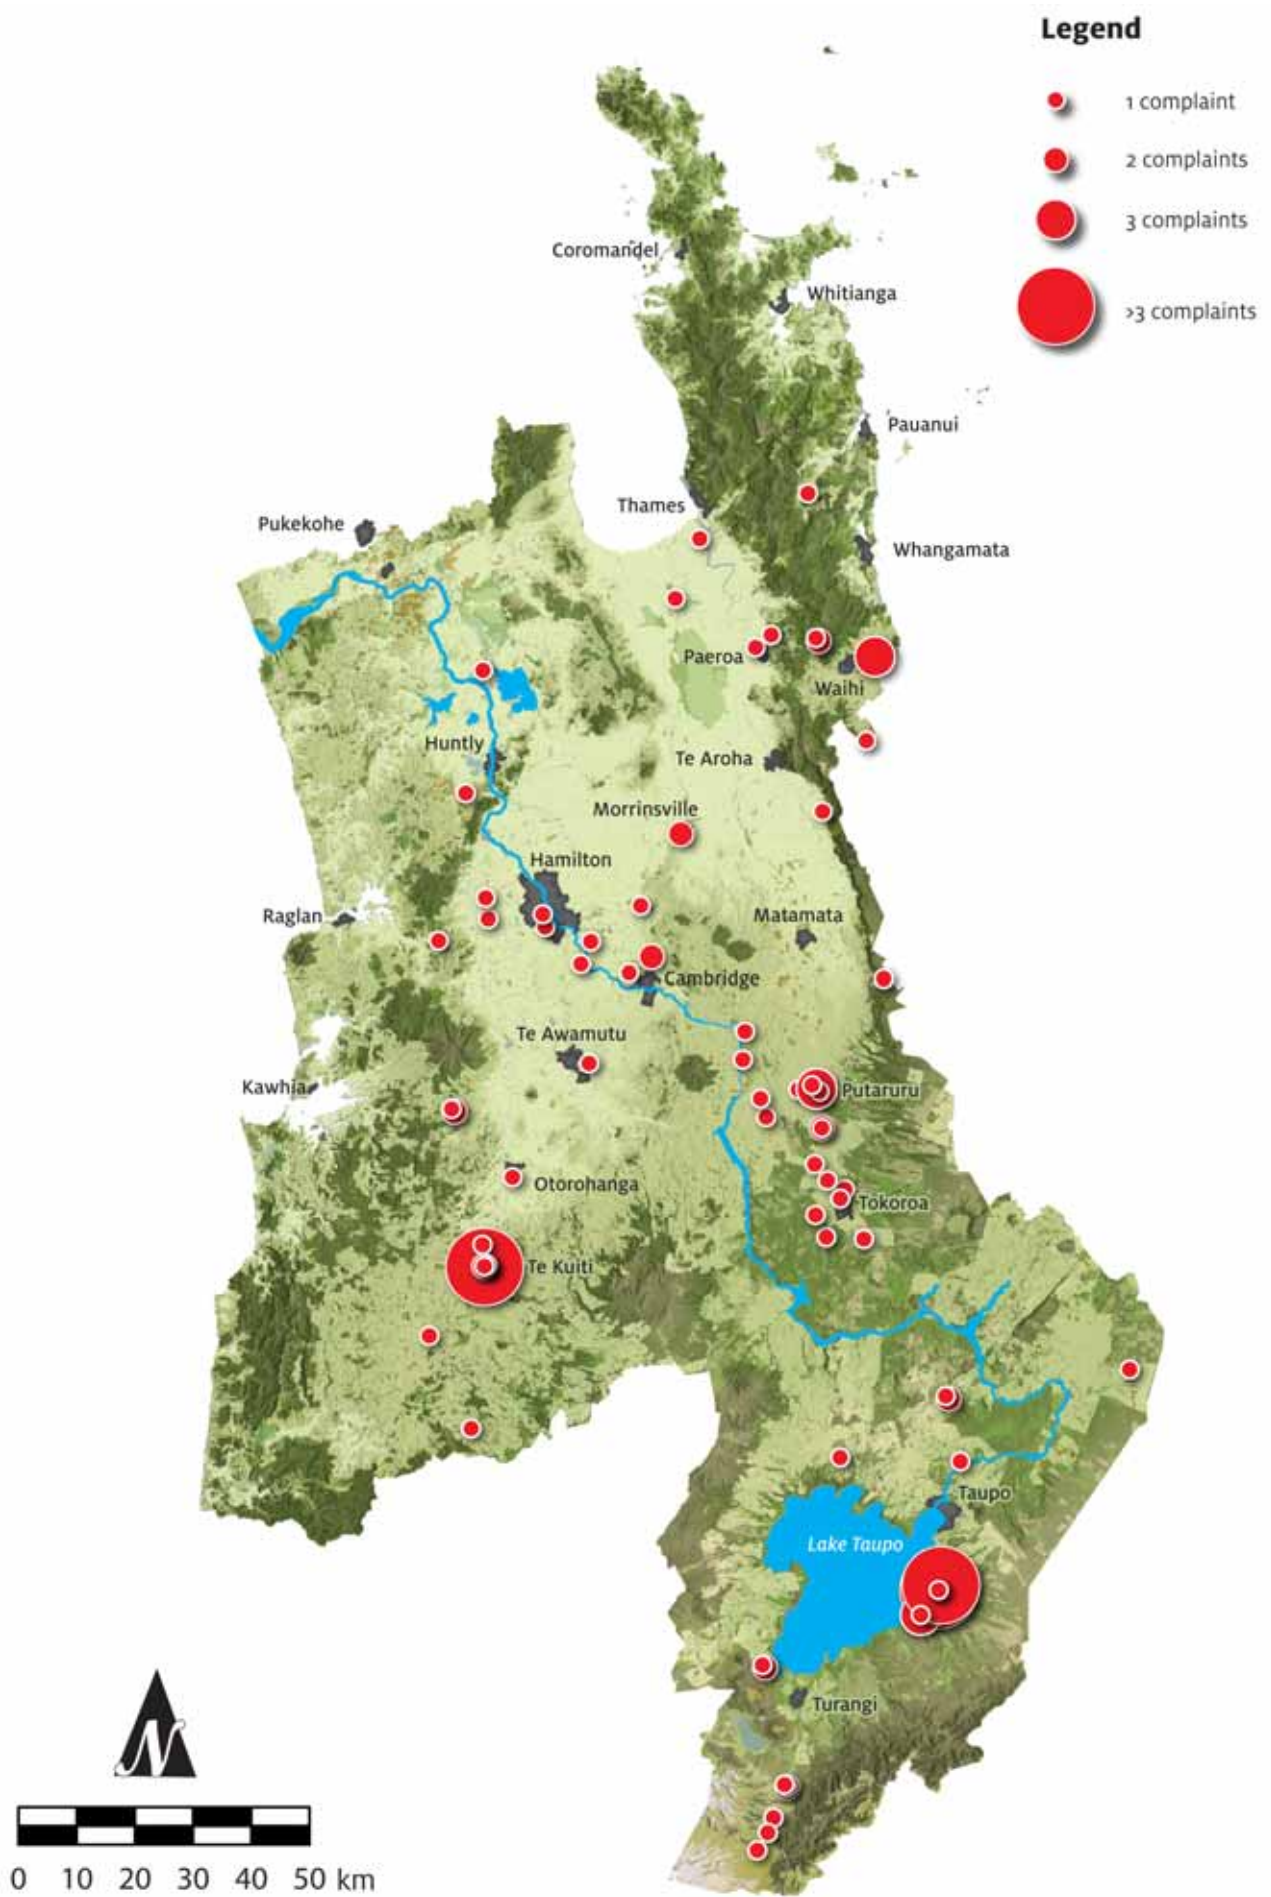 Legend
1 complaint
2 complaints
3 complaints
>3 complaints
Coromandel
Whitianga
Pauanui
Thames
Pukekohe
Whangamata
Paeroa
Waihi
Huntly
Te Aroha
Morrinsville
Hamilton
Raglan
Matamata
Cambridge
Te Awamutu
Kawhia
Putaruru
Otorohanga
Tokoroa
Te Kuiti
Taupo
Lake Taupo
Turangi
N
0 10 20 30 40 50 km